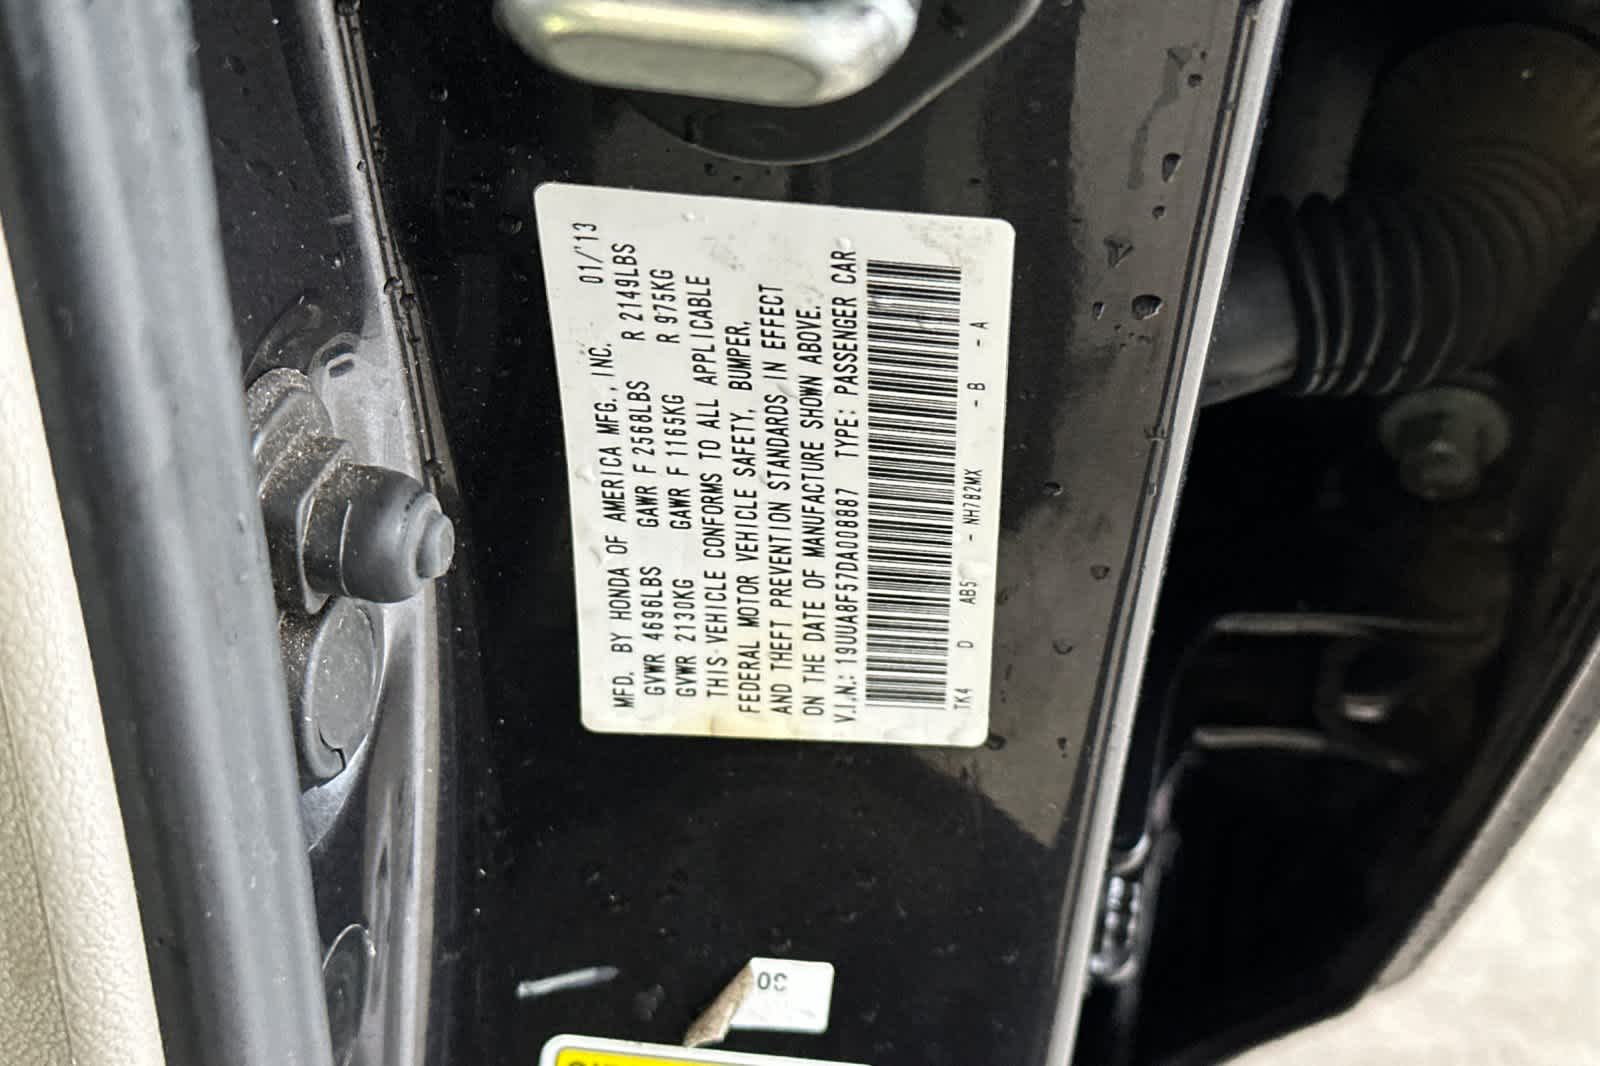 MFD. BY HONDA OF AMERICA MFG., INC. 01/'13
GVWR 4696LBS GAWR F 2568LBS R 2149LBS
GVWR 2130KG GAWR F 1165KG R 975KG
THIS VEHICLE CONFORMS TO ALL APPLICABLE
FEDERAL MOTOR VEHICLE SAFETY, BUMPER,
AND THEFT PREVENTION STANDARDS IN EFFECT
ON THE DATE OF MANUFACTURE SHOWN ABOVE.
V.I.N.: 19UUA8F57DA008887 TYPE: PASSENGER CAR
TK4 D AB5 - NH782MX - B - A